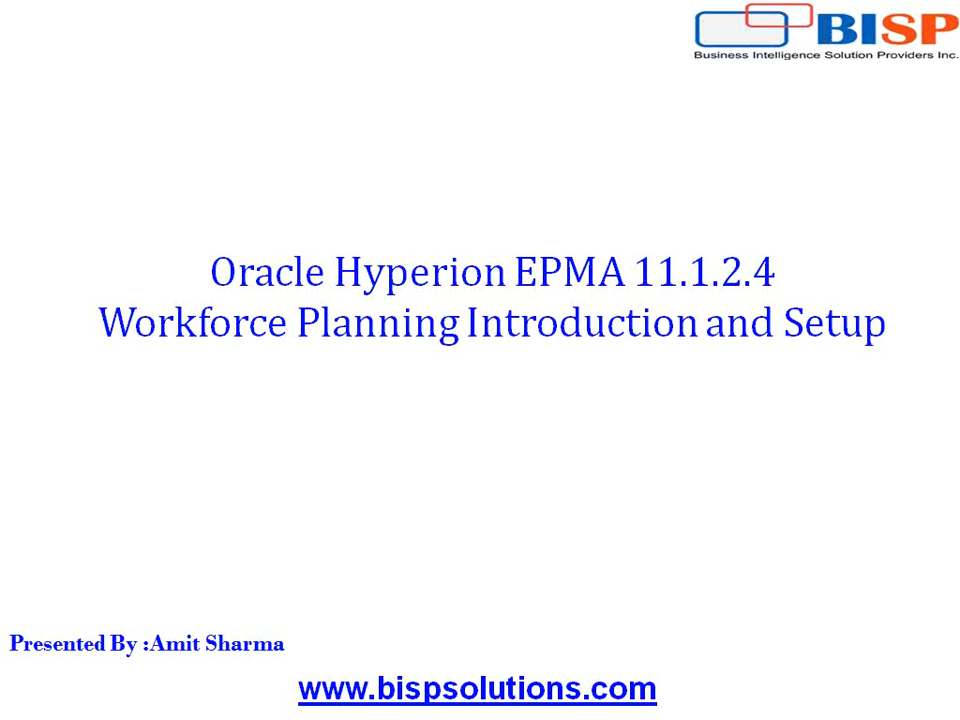 BISP
Business Intelligence Solution Providers Inc.
Oracle Hyperion EPMA 11.1.2.4
Workforce Planning Introduction and Setup
Presented By :Amit Sharma
www.bispsolutions.com